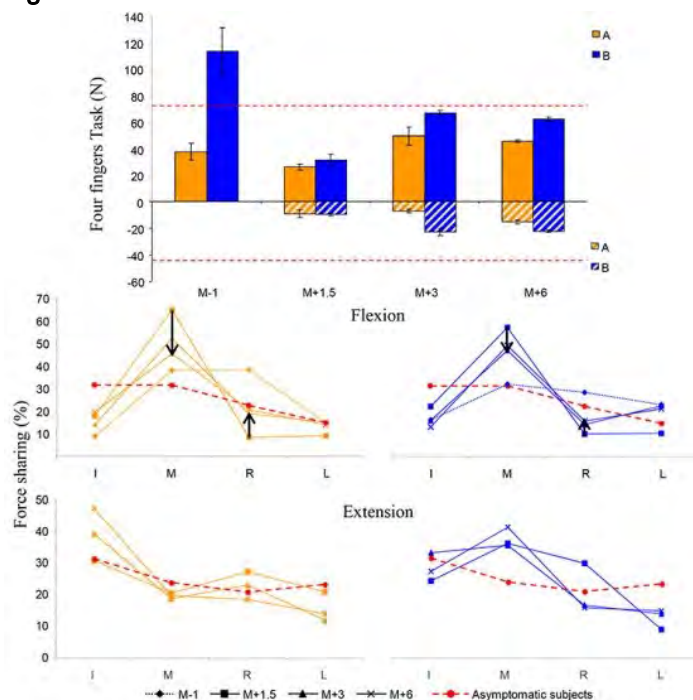 140
120
100
80
60
40
20
0
-20
-40
-60
Four fingers Task (N)
A
B
A
B
M-1 M+1.5 M+3 M+6
Flexion
70
60
50
40
30
20
10
I M R L
I M R L
Force sharing (%)
Extension
50
40
30
20
10
0
I M R L
I M R L
M-1 M+1.5 M+3 M+6 Asymptomatic subjects